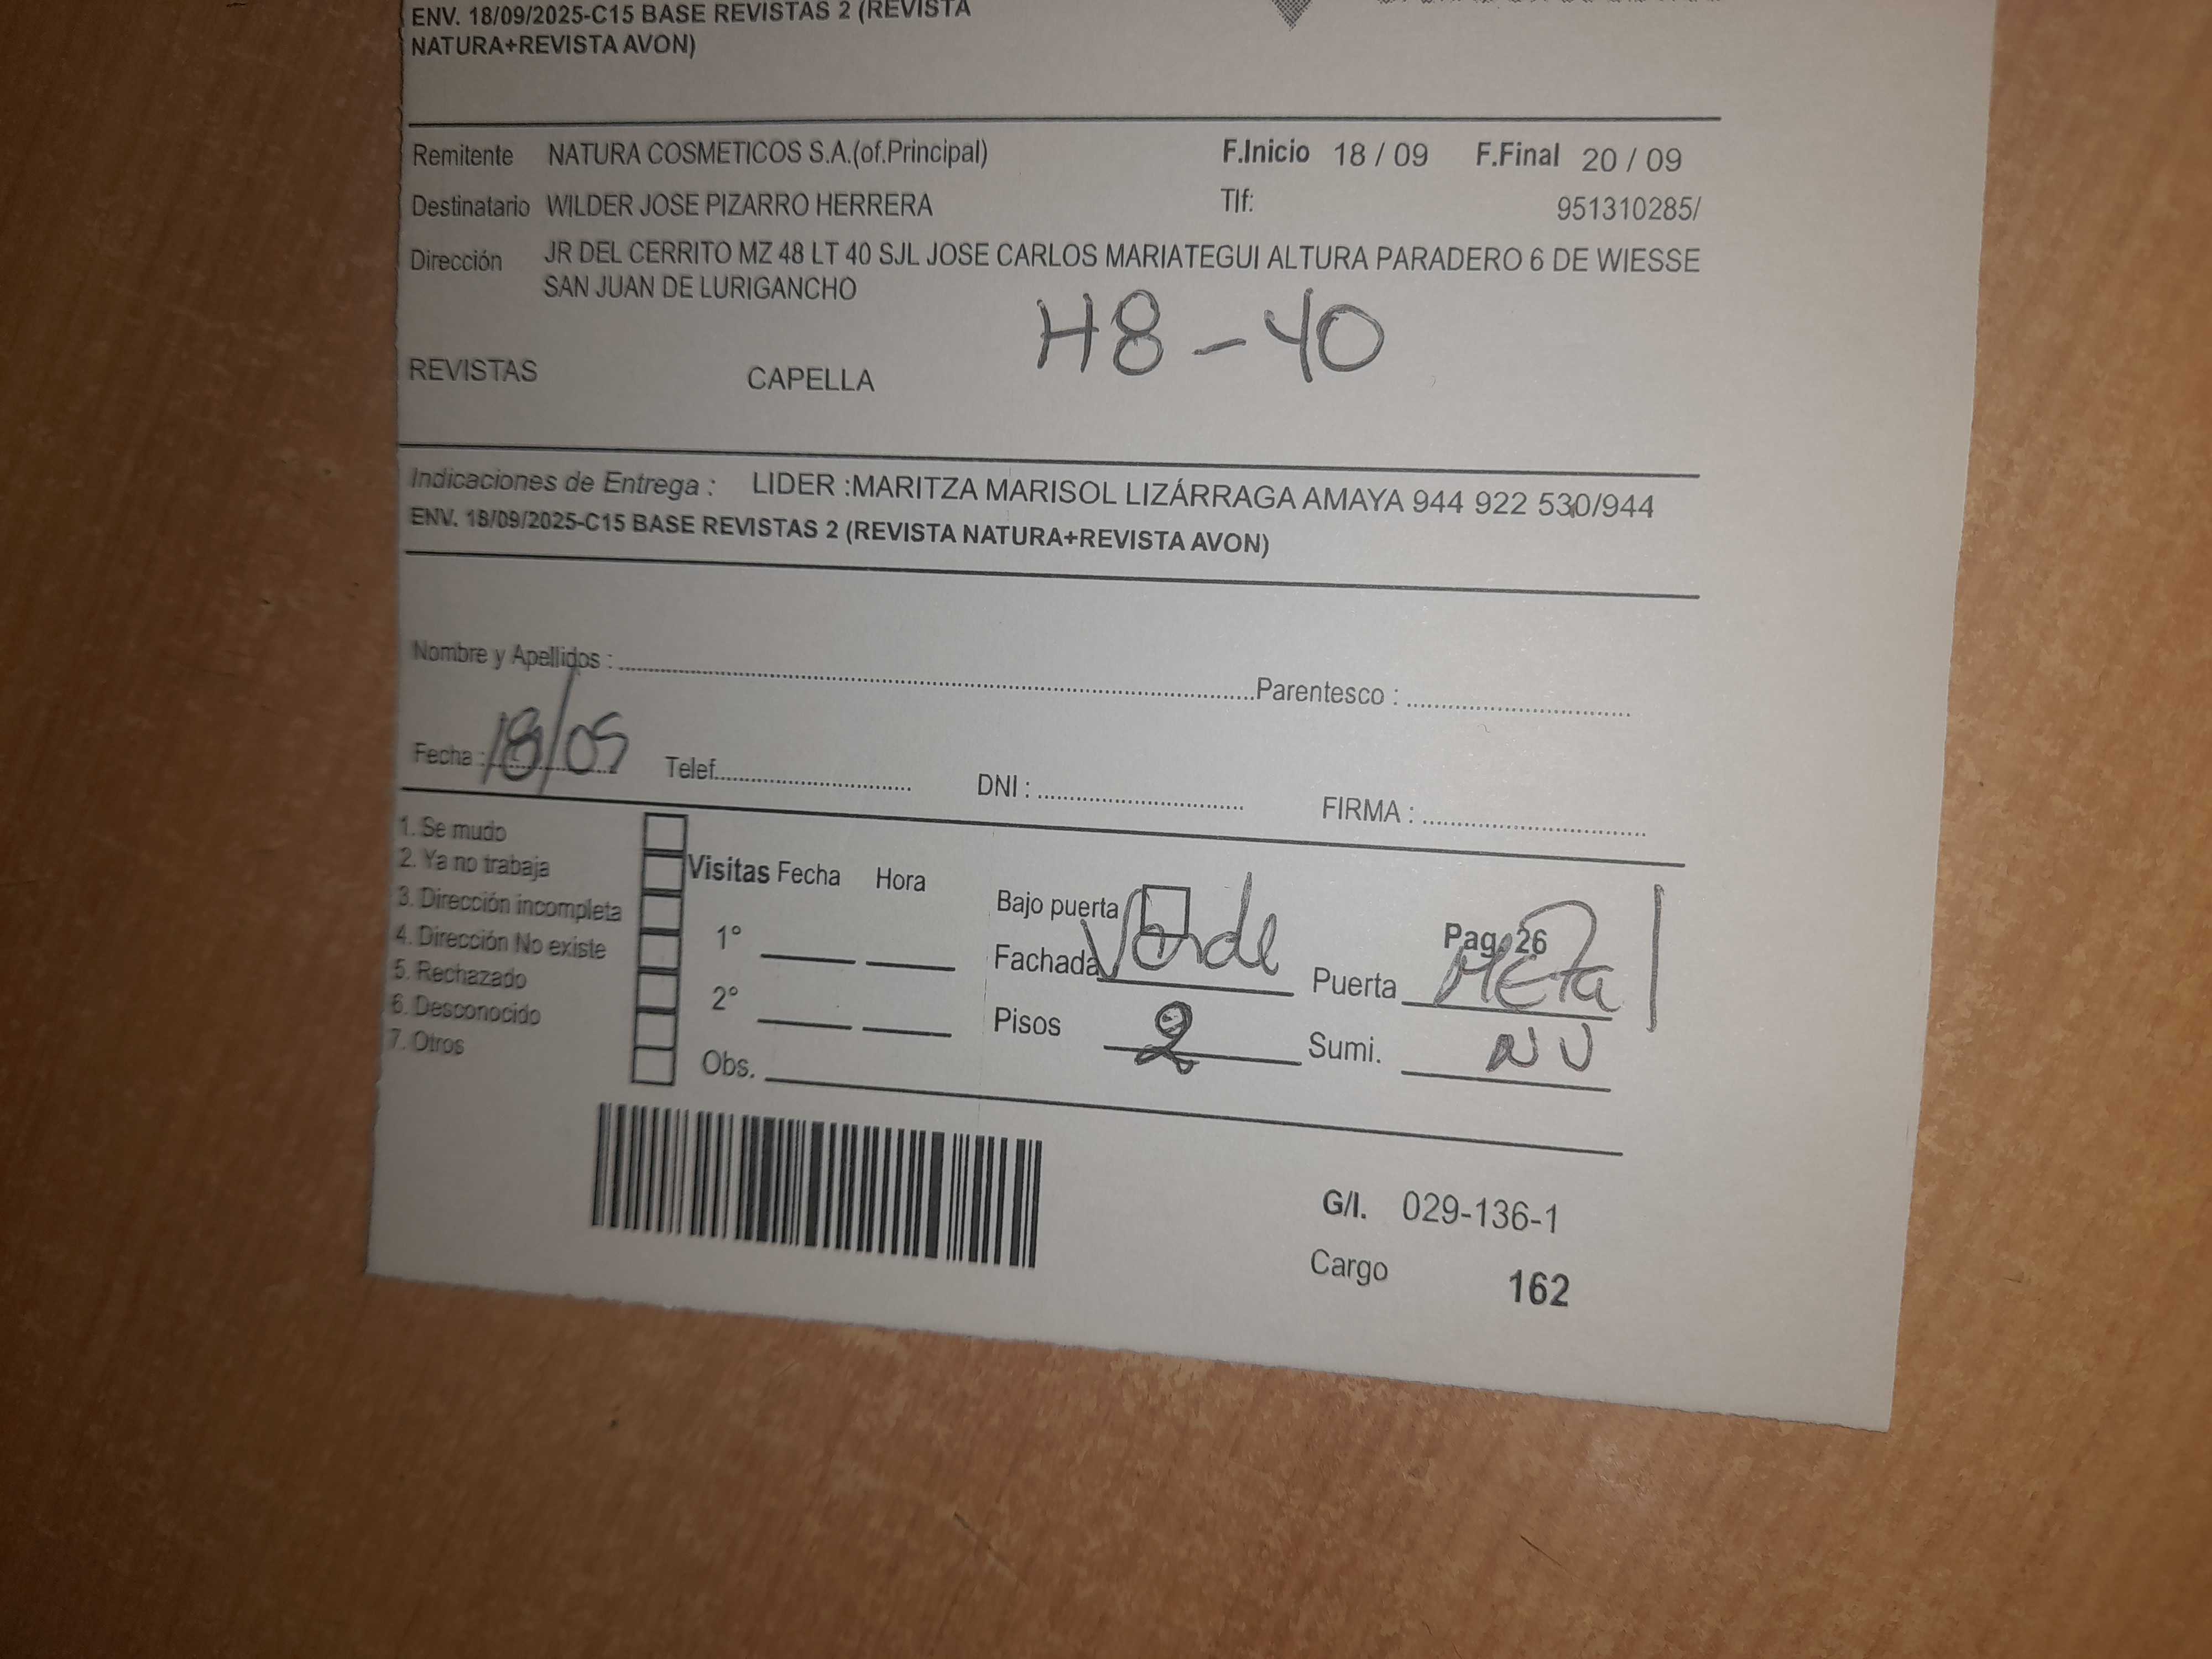 ENV. 18/09/2025-C15 BASE REVISTAS 2 (REVISTA
NATURA+REVISTA AVON)
Remitente NATURA COSMETICOS S.A.(of.Principal) F.Inicio 18 / 09 F.Final 20 / 09
Destinatario WILDER JOSE PIZARRO HERRERA Tlf: 951310285/
Dirección JR DEL CERRITO MZ 48 LT 40 SJL JOSE CARLOS MARIATEGUI ALTURA PARADERO 6 DE WIESSE
SAN JUAN DE LURIGANCHO
H8-40
REVISTAS CAPELLA
Indicaciones de Entrega : LIDER :MARITZA MARISOL LIZÁRRAGA AMAYA 944 922 530/944
ENV. 18/09/2025-C15 BASE REVISTAS 2 (REVISTA NATURA+REVISTA AVON)
Nombre y Apellidos : Parentesco :
Fecha : 18/09 Telef. DNI : FIRMA :
1. Se mudo
2. Ya no trabaja
3. Dirección incompleta
4. Dirección No existe
5. Rechazado
6. Desconocido
7. Otros
Visitas Fecha Hora
1°
2°
Obs.
Bajo puerta Pag. 26
Fachada Verde Puerta Metal
Pisos 2 Sumi. NV
G/I. 029-136-1
Cargo 162